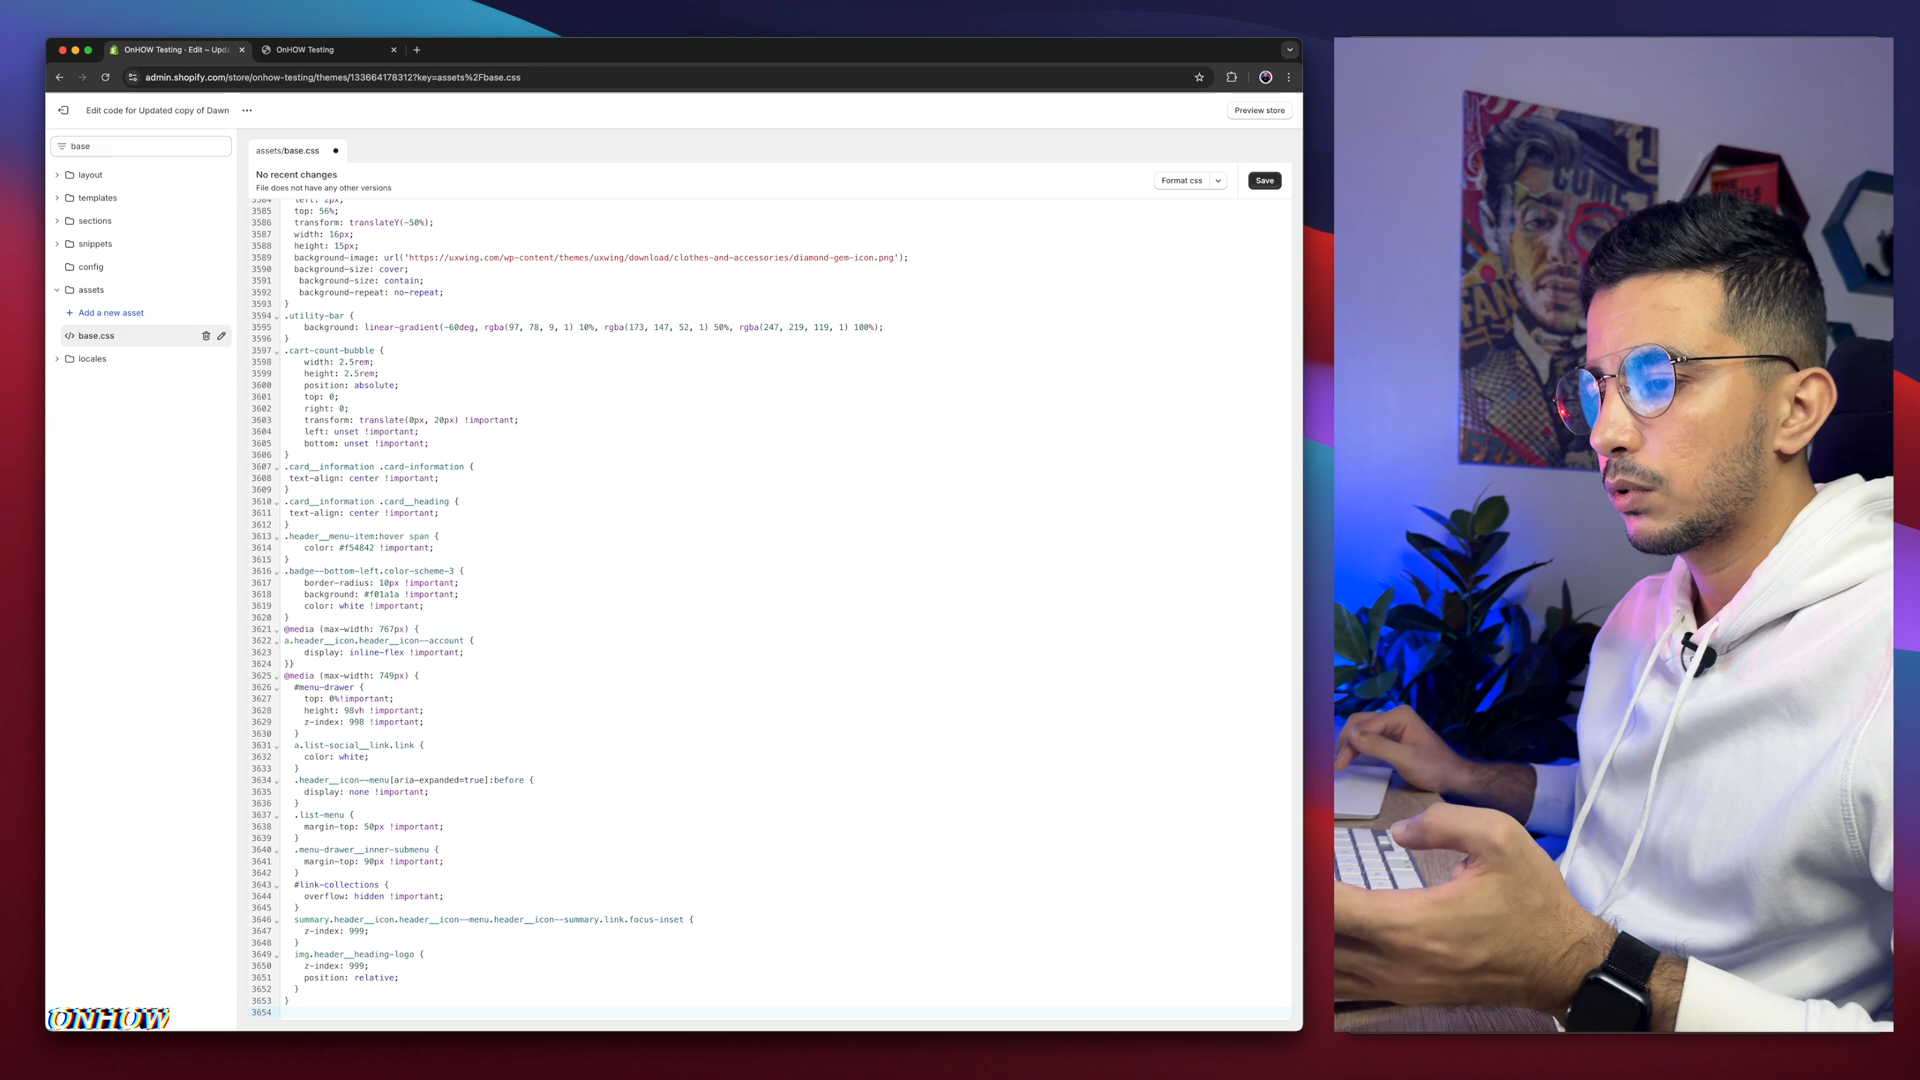 OnHOW Testing · Edit ~ Upda
OnHOW Testing
admin.shopify.com/store/onhow-testing/themes/133664178312?key=assets%2Fbase.css
Edit code for Updated copy of Dawn
Preview store
base
layout
templates
sections
snippets
config
assets
Add a new asset
base.css
locales
assets/base.css
No recent changes
File does not have any other versions
Format css
Save
3584 left: 2px;
3585 top: 56%;
3586 transform: translateY(-50%);
3587 width: 16px;
3588 height: 15px;
3589 background-image: url('https://uxwing.com/wp-content/themes/uxwing/download/clothes-and-accessories/diamond-gem-icon.png');
3590 background-size: cover;
3591 background-size: contain;
3592 background-repeat: no-repeat;
3593 }
3594 .utility-bar {
3595 background: linear-gradient(-60deg, rgba(97, 78, 9, 1) 10%, rgba(173, 147, 52, 1) 50%, rgba(247, 219, 119, 1) 100%);
3596 }
3597 .cart-count-bubble {
3598 width: 2.5rem;
3599 height: 2.5rem;
3600 position: absolute;
3601 top: 0;
3602 right: 0;
3603 transform: translate(0px, 20px) !important;
3604 left: unset !important;
3605 bottom: unset !important;
3606 }
3607 .card__information .card-information {
3608 text-align: center !important;
3609 }
3610 .card__information .card__heading {
3611 text-align: center !important;
3612 }
3613 .header__menu-item:hover span {
3614 color: #f54842 !important;
3615 }
3616 .badge--bottom-left.color-scheme-3 {
3617 border-radius: 10px !important;
3618 background: #f01a1a !important;
3619 color: white !important;
3620 }
3621 @media (max-width: 767px) {
3622 a.header__icon.header__icon--account {
3623 display: inline-flex !important;
3624 }}
3625 @media (max-width: 749px) {
3626 #menu-drawer {
3627 top: 0%!important;
3628 height: 98vh !important;
3629 z-index: 998 !important;
3630 }
3631 a.list-social__link.link {
3632 color: white;
3633 }
3634 .header__icon--menu[aria-expanded=true]:before {
3635 display: none !important;
3636 }
3637 .list-menu {
3638 margin-top: 50px !important;
3639 }
3640 .menu-drawer__inner-submenu {
3641 margin-top: 90px !important;
3642 }
3643 #link-collections {
3644 overflow: hidden !important;
3645 }
3646 summary.header__icon.header__icon--menu.header__icon--summary.link.focus-inset {
3647 z-index: 999;
3648 }
3649 img.header__heading-logo {
3650 z-index: 999;
3651 position: relative;
3652 }
3653 }
3654
ONHOW
COME
FAN
THE